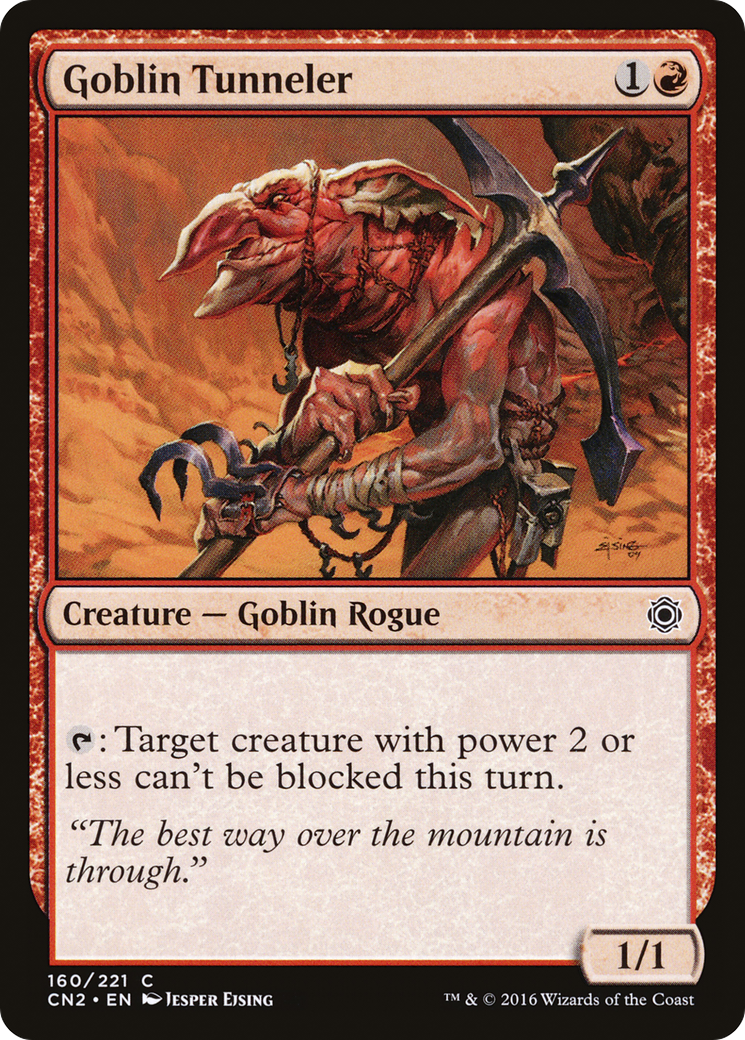 Goblin Tunneler 1
Creature — Goblin Rogue
: Target creature with power 2 or
less can't be blocked this turn.
“The best way over the mountain is
through.”
1/1
160/221 C
CN2 • EN Jesper Ejsing ™ & © 2016 Wizards of the Coast